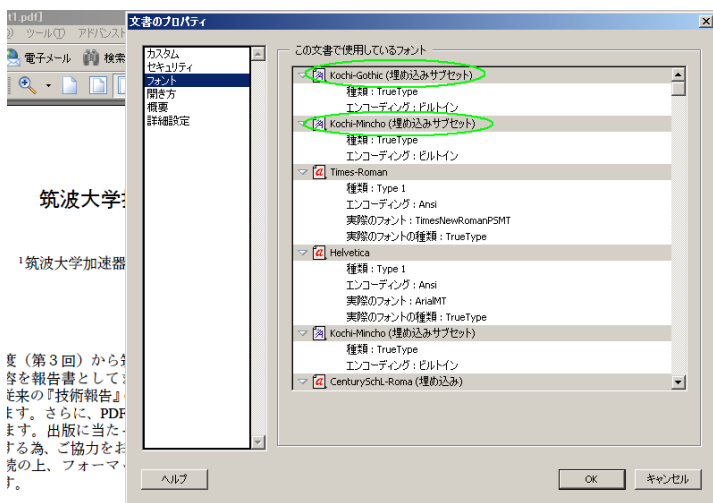 t1.pdf]
ツール(T) アドバンスト
電子メール 検索
筑波大学
¹筑波大学加速器
度（第３回）から
容を報告書として
従来の『技術報告』
ます。さらに、PDF
ます。出版に当た
する為、ご協力をお
続の上、フォーマッ
す。
文書のプロパティ
カスタム
セキュリティ
フォント
開き方
概要
詳細設定
この文書で使用しているフォント
Kochi-Gothic (埋め込みサブセット)
種類 : TrueType
エンコーディング : ビルトイン
Kochi-Mincho (埋め込みサブセット)
種類 : TrueType
エンコーディング : ビルトイン
Times-Roman
種類 : Type 1
エンコーディング : Ansi
実際のフォント : TimesNewRomanPSMT
実際のフォントの種類 : TrueType
Helvetica
種類 : Type 1
エンコーディング : Ansi
実際のフォント : ArialMT
実際のフォントの種類 : TrueType
Kochi-Mincho (埋め込みサブセット)
種類 : TrueType
エンコーディング : ビルトイン
CenturySchL-Roma (埋め込み)
ヘルプ
OK
キャンセル